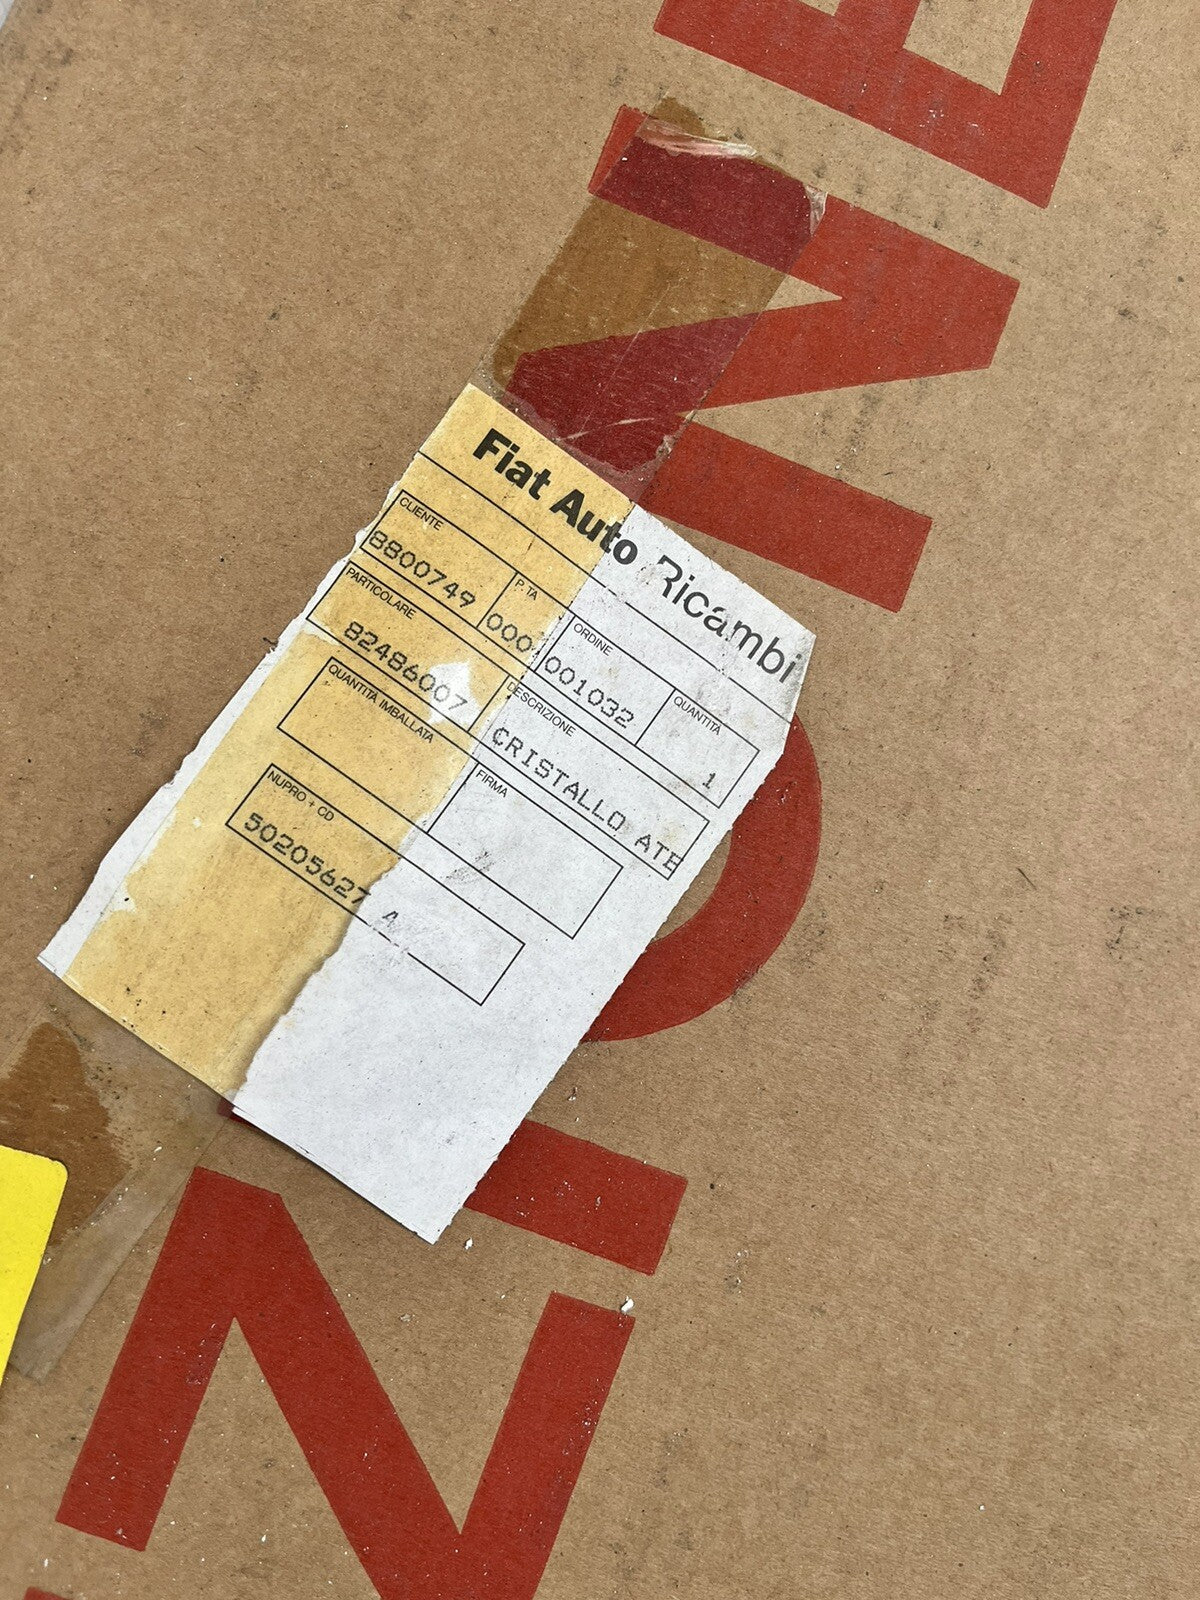 Fiat Auto Ricambi
CLIENTE P.TA ORDINE QUANTITA
8800749 000 001032 1
PARTICOLARE DESCRIZIONE
82486007 CRISTALLO ATE
QUANTITA IMBALLATA FIRMA
NUPRO + CD
50205627 A